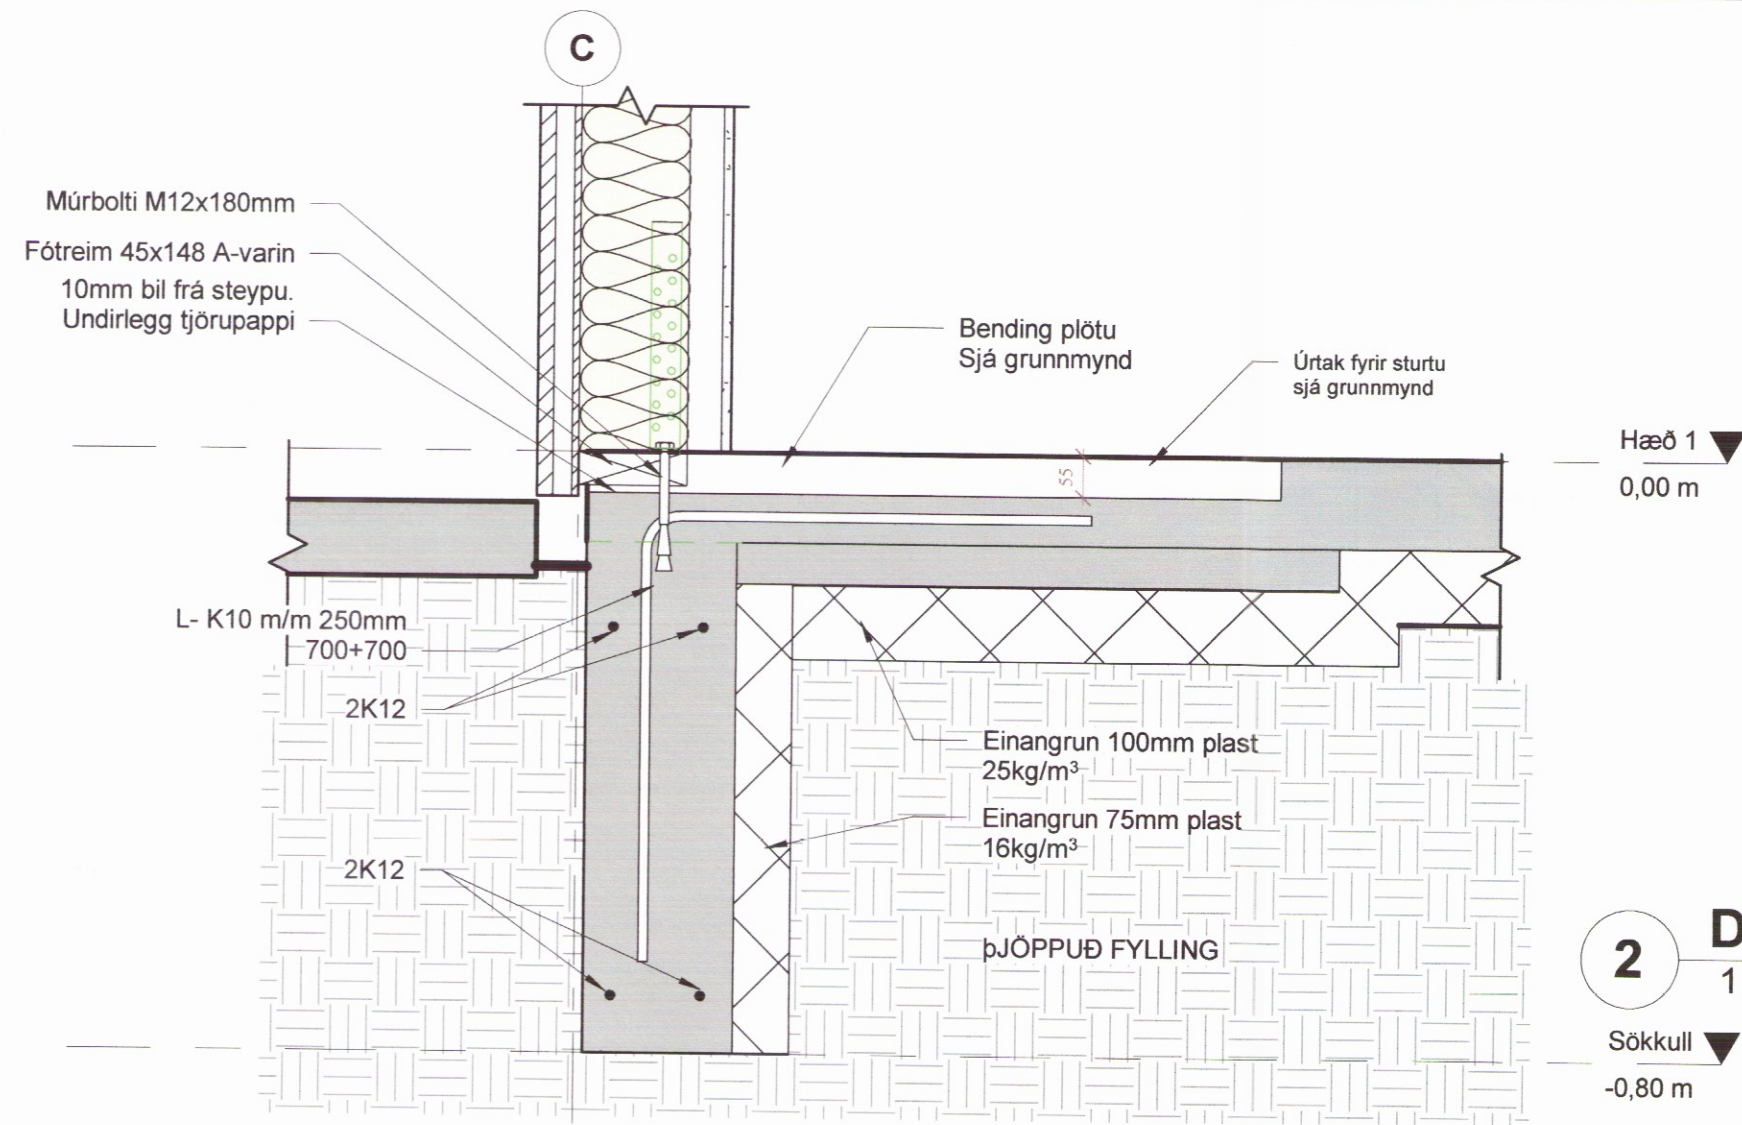 C
Múrbolti M12x180mm
Fótreim 45x148 A-varin
10mm bil frá steypu.
Undirlegg tjörupappi
Bending plötu
Sjá grunnmynd
Úrtak fyrir sturtu
sjá grunnmynd
Hæð 1
0,00 m
55
L- K10 m/m 250mm
700+700
2K12
Einangrun 100mm plast
25kg/m³
Einangrun 75mm plast
16kg/m³
2K12
þJÖPPUÐ FYLLING
2
D
1
Sökkull
-0,80 m